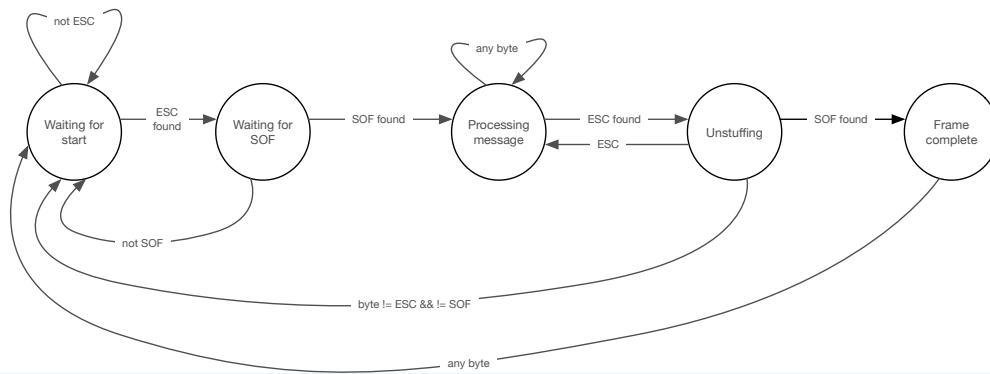 not ESC
any byte
Waiting for
start
ESC
found
Waiting for
SOF
SOF found
Processing
message
ESC found
ESC
Unstuffing
SOF found
Frame
complete
not SOF
byte != ESC && != SOF
any byte